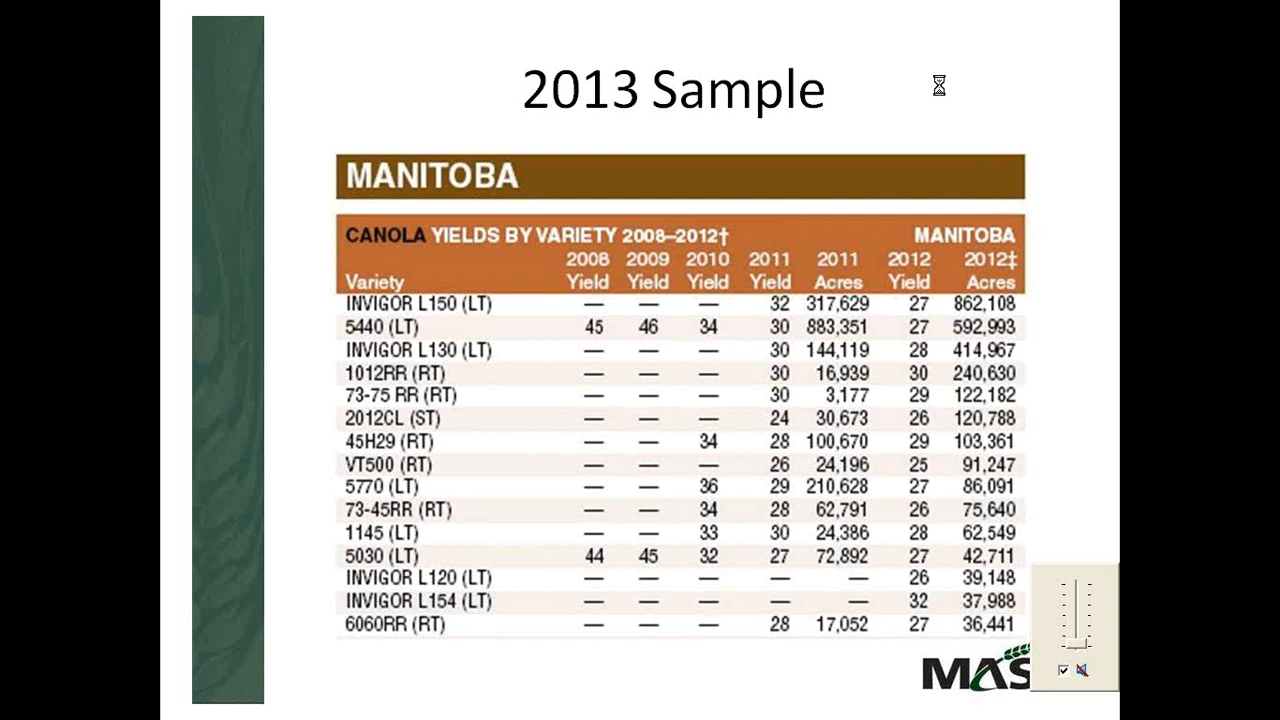 2013 Sample
MANITOBA
CANOLA YIELDS BY VARIETY 2008–2012† MANITOBA
2008 2009 2010 2011 2011 2012 2012‡
Variety Yield Yield Yield Yield Acres Yield Acres
INVIGOR L150 (LT) — — — 32 317,629 27 862,108
5440 (LT) 45 46 34 30 883,351 27 592,993
INVIGOR L130 (LT) — — — 30 144,119 28 414,967
1012RR (RT) — — — 30 16,939 30 240,630
73-75 RR (RT) — — — 30 3,177 29 122,182
2012CL (ST) — — — 24 30,673 26 120,788
45H29 (RT) — — 34 28 100,670 29 103,361
VT500 (RT) — — — 26 24,196 25 91,247
5770 (LT) — — 36 29 210,628 27 86,091
73-45RR (RT) — — 34 28 62,791 26 75,640
1145 (LT) — — 33 30 24,386 28 62,549
5030 (LT) 44 45 32 27 72,892 27 42,711
INVIGOR L120 (LT) — — — — — 26 39,148
INVIGOR L154 (LT) — — — — — 32 37,988
6060RR (RT) — — — 28 17,052 27 36,441
MAS